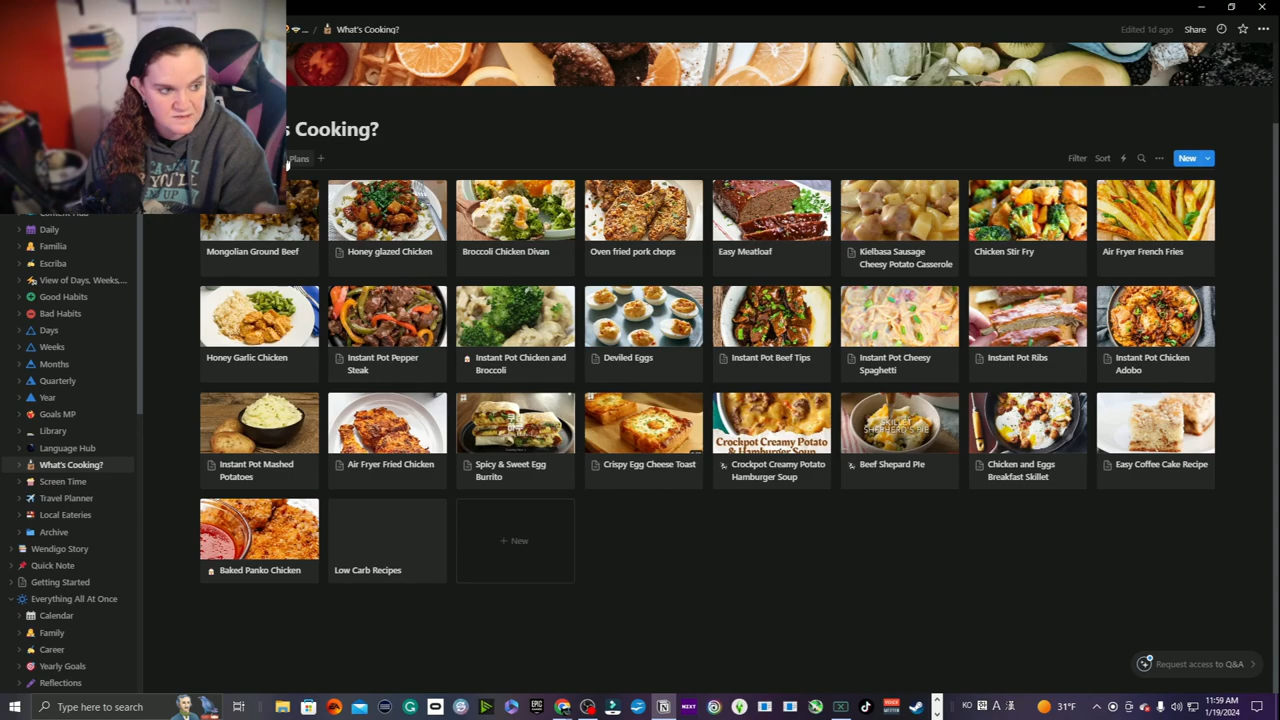 ... / What's Cooking?
Edited 1d ago Share
s Cooking?
Plans +
Filter Sort New
Mongolian Ground Beef
Honey glazed Chicken
Broccoli Chicken Divan
Oven fried pork chops
Easy Meatloaf
Kielbasa Sausage
Cheesy Potato Casserole
Chicken Stir Fry
Air Fryer French Fries
Honey Garlic Chicken
Instant Pot Pepper
Steak
Instant Pot Chicken and
Broccoli
Deviled Eggs
Instant Pot Beef Tips
Instant Pot Cheesy
Spaghetti
Instant Pot Ribs
Instant Pot Chicken
Adobo
Instant Pot Mashed
Potatoes
Air Fryer Fried Chicken
Spicy & Sweet Egg
Burrito
Crispy Egg Cheese Toast
Crockpot Creamy Potato
& Hamburger Soup
Crockpot Creamy Potato
Hamburger Soup
SKILLET
SHEPHERD'S PIE
Beef Shepard Pie
Chicken and Eggs
Breakfast Skillet
Easy Coffee Cake Recipe
Baked Panko Chicken
Low Carb Recipes
+ New
Content Hub
Daily
Familia
Escriba
View of Days, Weeks,...
Good Habits
Bad Habits
Days
Weeks
Months
Quarterly
Year
Goals MP
Library
Language Hub
What's Cooking?
Screen Time
Travel Planner
Local Eateries
Archive
Wendigo Story
Quick Note
Getting Started
Everything All At Once
Calendar
Family
Career
Yearly Goals
Reflections
Request access to Q&A
Type here to search
31°F
KO
漢
11:59 AM
1/19/2024